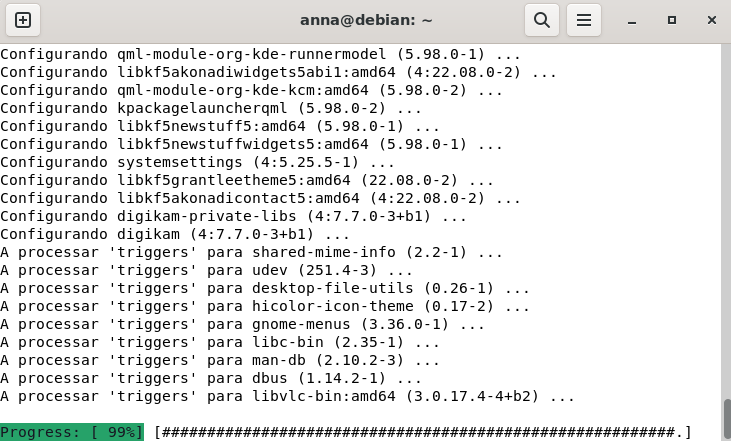 anna@debian: ~
Configurando qml-module-org-kde-runnermodel (5.98.0-1) ...
Configurando libkf5akonadiwidgets5abi1:amd64 (4:22.08.0-2) ...
Configurando qml-module-org-kde-kcm:amd64 (5.98.0-2) ...
Configurando kpackagelauncherqml (5.98.0-2) ...
Configurando libkf5newstuff5:amd64 (5.98.0-1) ...
Configurando libkf5newstuffwidgets5:amd64 (5.98.0-1) ...
Configurando systemsettings (4:5.25.5-1) ...
Configurando libkf5grantleetheme5:amd64 (22.08.0-2) ...
Configurando libkf5akonadicontact5:amd64 (4:22.08.0-2) ...
Configurando digikam-private-libs (4:7.7.0-3+b1) ...
Configurando digikam (4:7.7.0-3+b1) ...
A processar 'triggers' para shared-mime-info (2.2-1) ...
A processar 'triggers' para udev (251.4-3) ...
A processar 'triggers' para desktop-file-utils (0.26-1) ...
A processar 'triggers' para hicolor-icon-theme (0.17-2) ...
A processar 'triggers' para gnome-menus (3.36.0-1) ...
A processar 'triggers' para libc-bin (2.35-1) ...
A processar 'triggers' para man-db (2.10.2-3) ...
A processar 'triggers' para dbus (1.14.2-1) ...
A processar 'triggers' para libvlc-bin:amd64 (3.0.17.4-4+b2) ...
Progress: [ 99%] [#########################################################.]